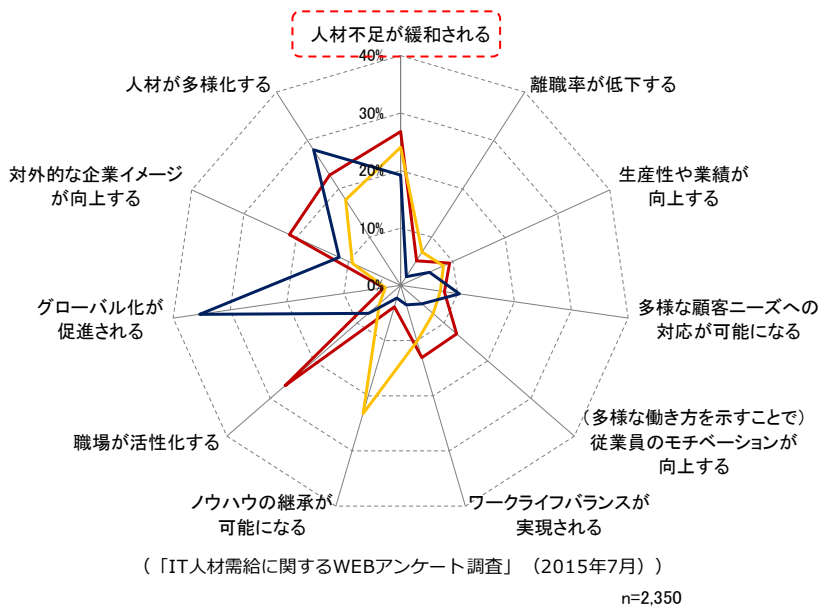 人材不足が緩和される
40%
人材が多様化する
離職率が低下する
30%
対外的な企業イメージ
が向上する
生産性や業績が
向上する
20%
10%
0%
グローバル化が
促進される
多様な顧客ニーズへの
対応が可能になる
職場が活性化する
(多様な働き方を示すことで)
従業員のモチベーションが
向上する
ノウハウの継承が
可能になる
ワークライフバランスが
実現される
(「IT人材需給に関するWEBアンケート調査」(2015年7月))
n=2,350